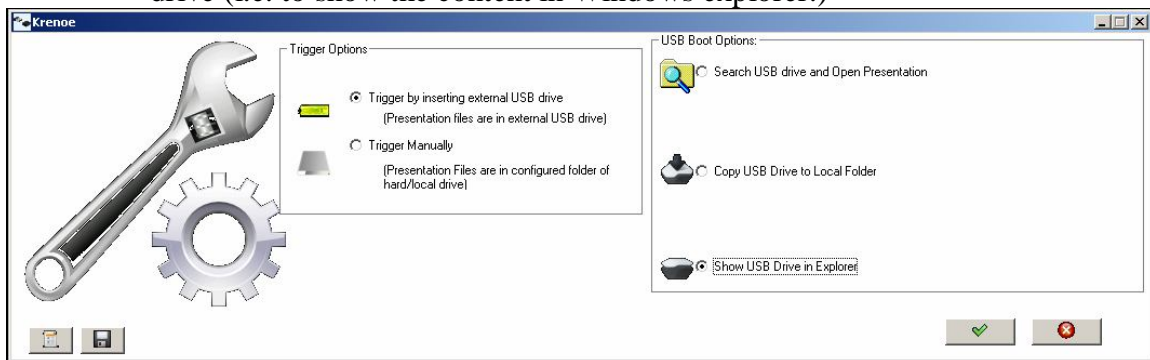 drive (i.e. to show the content in Windows explorer.)
Krenoe
Trigger Options
Trigger by inserting external USB drive
(Presentation files are in external USB drive)
Trigger Manually
(Presentation Files are in configured folder of
hard/local drive)
USB Boot Options:
Search USB drive and Open Presentation
Copy USB Drive to Local Folder
Show USB Drive in Explorer